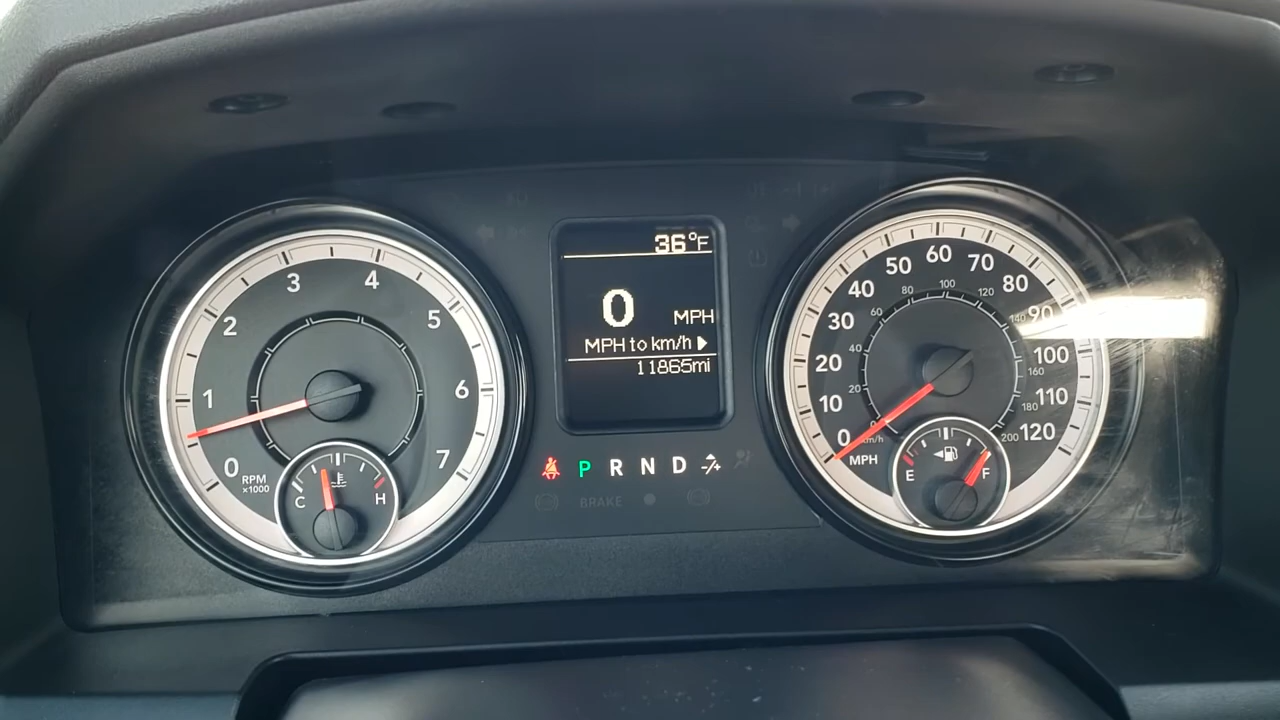 36°F
0 MPH
MPH to km/h ▶
11865mi
0 1 2 3 4 5 6 7
RPM
x1000
C H
P R N D
BRAKE
0 10 20 30 40 50 60 70 80 90 100 110 120
MPH
20 40 60 80 100 120 140 160 180 200
km/h
E F